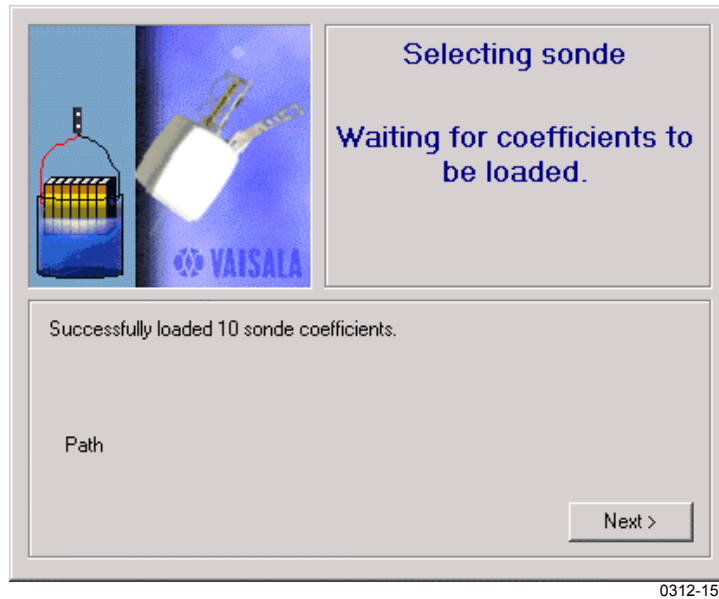 Selecting sonde
Waiting for coefficients to
be loaded.
VAISALA
Successfully loaded 10 sonde coefficients.
Path
Next >
0312-15